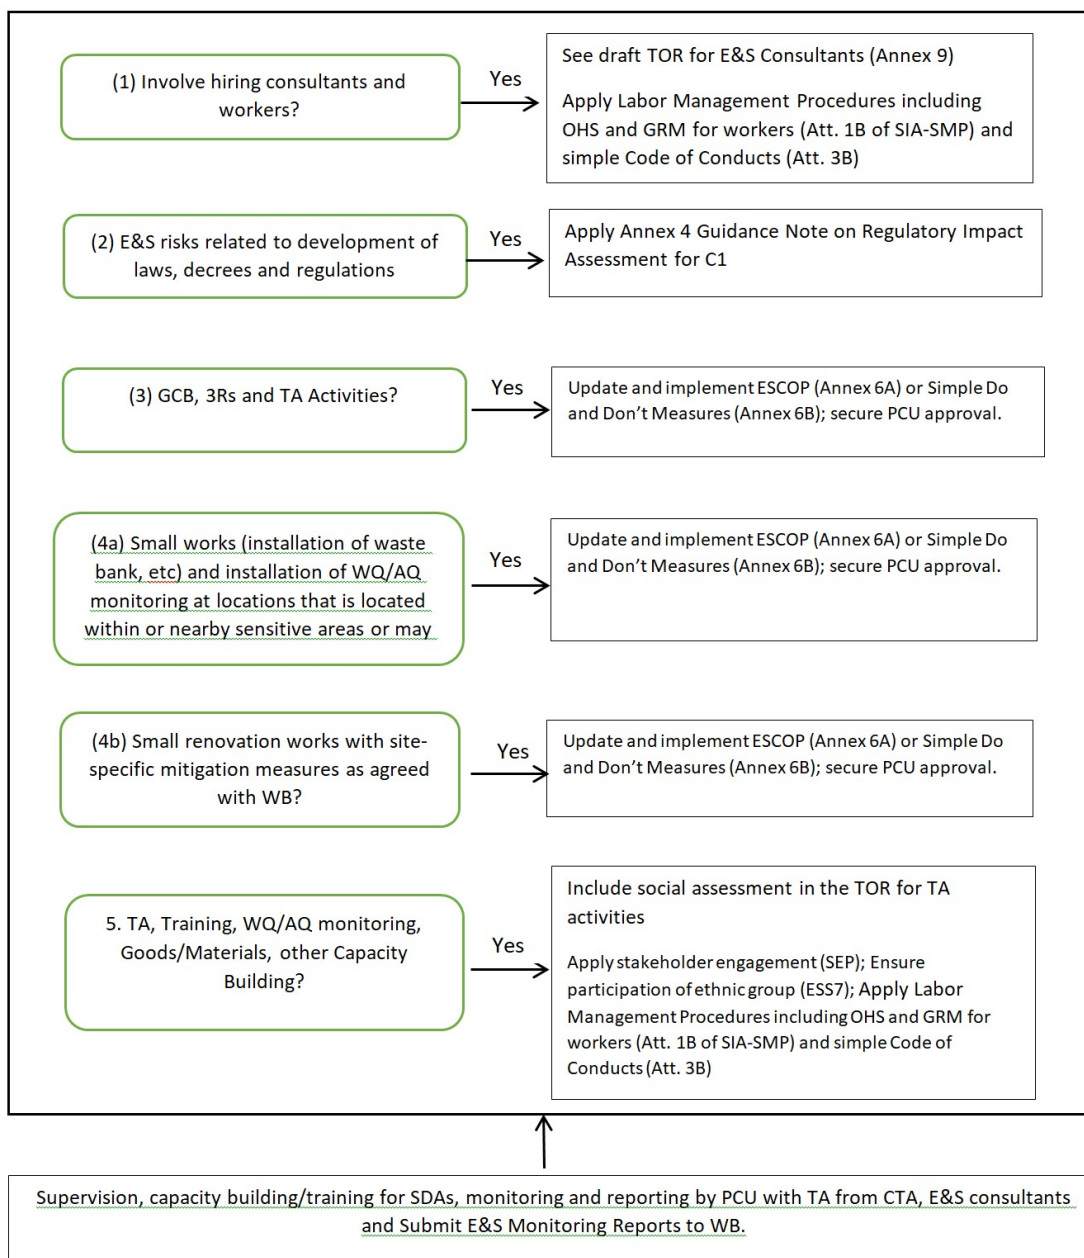 (1) Involve hiring consultants and
workers?
Yes
See draft TOR for E&S Consultants (Annex 9)
Apply Labor Management Procedures including
OHS and GRM for workers (Att. 1B of SIA-SMP) and
simple Code of Conducts (Att. 3B)
(2) E&S risks related to development of
laws, decrees and regulations
Yes
Apply Annex 4 Guidance Note on Regulatory Impact
Assessment for C1
(3) GCB, 3Rs and TA Activities?
Yes
Update and implement ESCOP (Annex 6A) or Simple Do
and Don't Measures (Annex 6B); secure PCU approval.
(4a) Small works (installation of waste
bank, etc) and installation of WQ/AQ
monitoring at locations that is located
within or nearby sensitive areas or may
Yes
Update and implement ESCOP (Annex 6A) or Simple Do
and Don't Measures (Annex 6B); secure PCU approval.
(4b) Small renovation works with site-
specific mitigation measures as agreed
with WB?
Yes
Update and implement ESCOP (Annex 6A) or Simple Do
and Don't Measures (Annex 6B); secure PCU approval.
5. TA, Training, WQ/AQ monitoring,
Goods/Materials, other Capacity
Building?
Yes
Include social assessment in the TOR for TA
activities
Apply stakeholder engagement (SEP); Ensure
participation of ethnic group (ESS7); Apply Labor
Management Procedures including OHS and GRM for
workers (Att. 1B of SIA-SMP) and simple Code of
Conducts (Att. 3B)
Supervision, capacity building/training for SDAs, monitoring and reporting by PCU with TA from CTA, E&S consultants
and Submit E&S Monitoring Reports to WB.